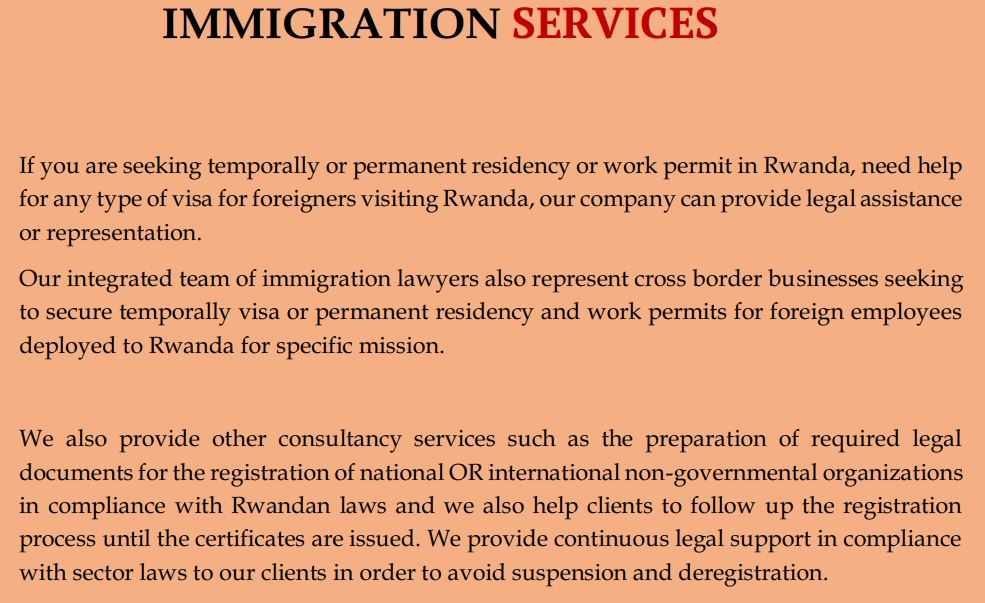 IMMIGRATION SERVICES
If you are seeking temporally or permanent residency or work permit in Rwanda, need help
for any type of visa for foreigners visiting Rwanda, our company can provide legal assistance
or representation.
Our integrated team of immigration lawyers also represent cross border businesses seeking
to secure temporally visa or permanent residency and work permits for foreign employees
deployed to Rwanda for specific mission.
We also provide other consultancy services such as the preparation of required legal
documents for the registration of national OR international non-governmental organizations
in compliance with Rwandan laws and we also help clients to follow up the registration
process until the certificates are issued. We provide continuous legal support in compliance
with sector laws to our clients in order to avoid suspension and deregistration.